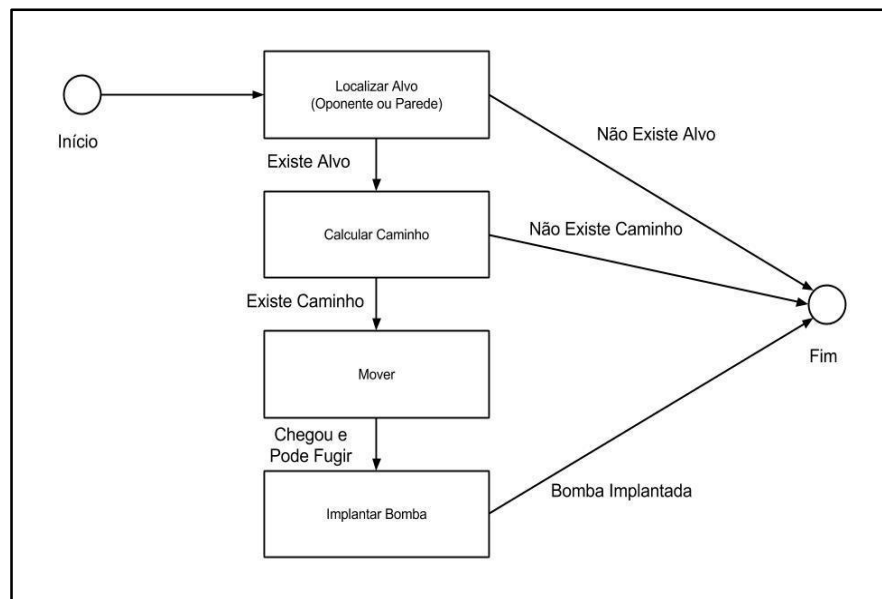 Localizar Alvo
(Oponente ou Parede)
Início
Não Existe Alvo
Existe Alvo
Calcular Caminho
Não Existe Caminho
Existe Caminho
Fim
Mover
Chegou e
Pode Fugir
Bomba Implantada
Implantar Bomba